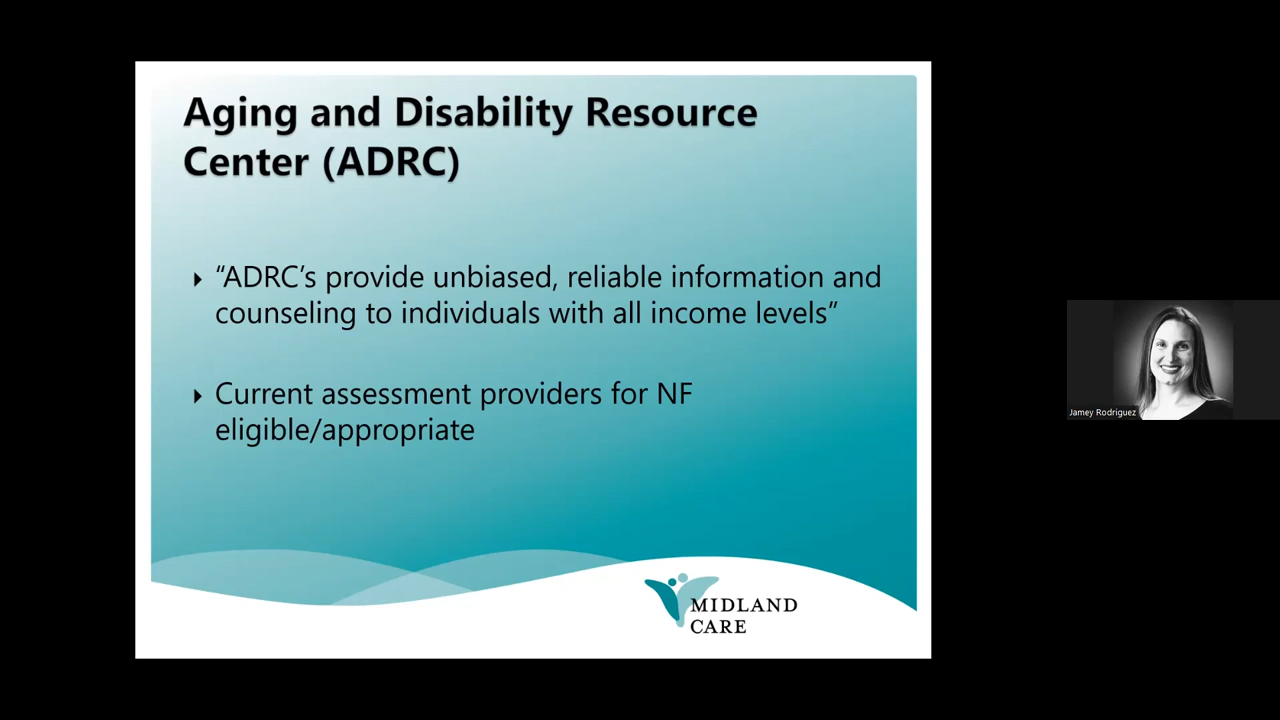 Aging and Disability Resource
Center (ADRC)
“ADRC’s provide unbiased, reliable information and
counseling to individuals with all income levels”
Current assessment providers for NF
eligible/appropriate
MIDLAND
CARE
Jamey Rodriguez